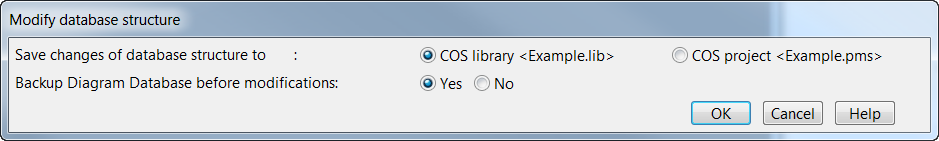 Modify database structure
Save changes of database structure to : COS library <Example.lib> COS project <Example.pms>
Backup Diagram Database before modifications: Yes No
OK Cancel Help